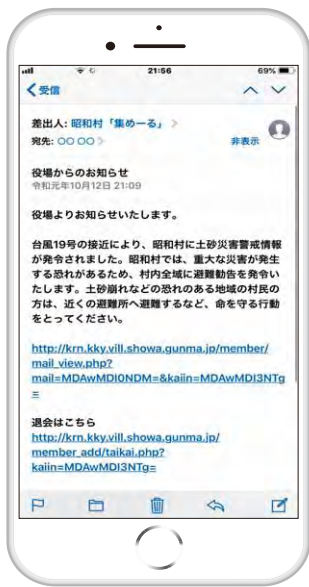 21:56
69%
受信
差出人: 昭和村「集めーる」
宛先: 〇〇 〇〇
非表示
役場からのお知らせ
令和元年10月12日 21:09
役場よりお知らせいたします。
台風19号の接近により、昭和村に土砂災害警戒情報
が発令されました。昭和村では、重大な災害が発生
する恐れがあるため、村内全域に避難勧告を発令い
たします。土砂崩れなどの恐れのある地域の村民の
方は、近くの避難所へ避難するなど、命を守る行動
をとってください。
http://krn.kky.vill.showa.gunma.jp/member/
mail_view.php?
mail=MDAwMDI0NDM=&kaiin=MDAwMDI3NTg
=
退会はこちら
http://krn.kky.vill.showa.gunma.jp/
member_add/taikai.php?
kaiin=MDAwMDI3NTg=